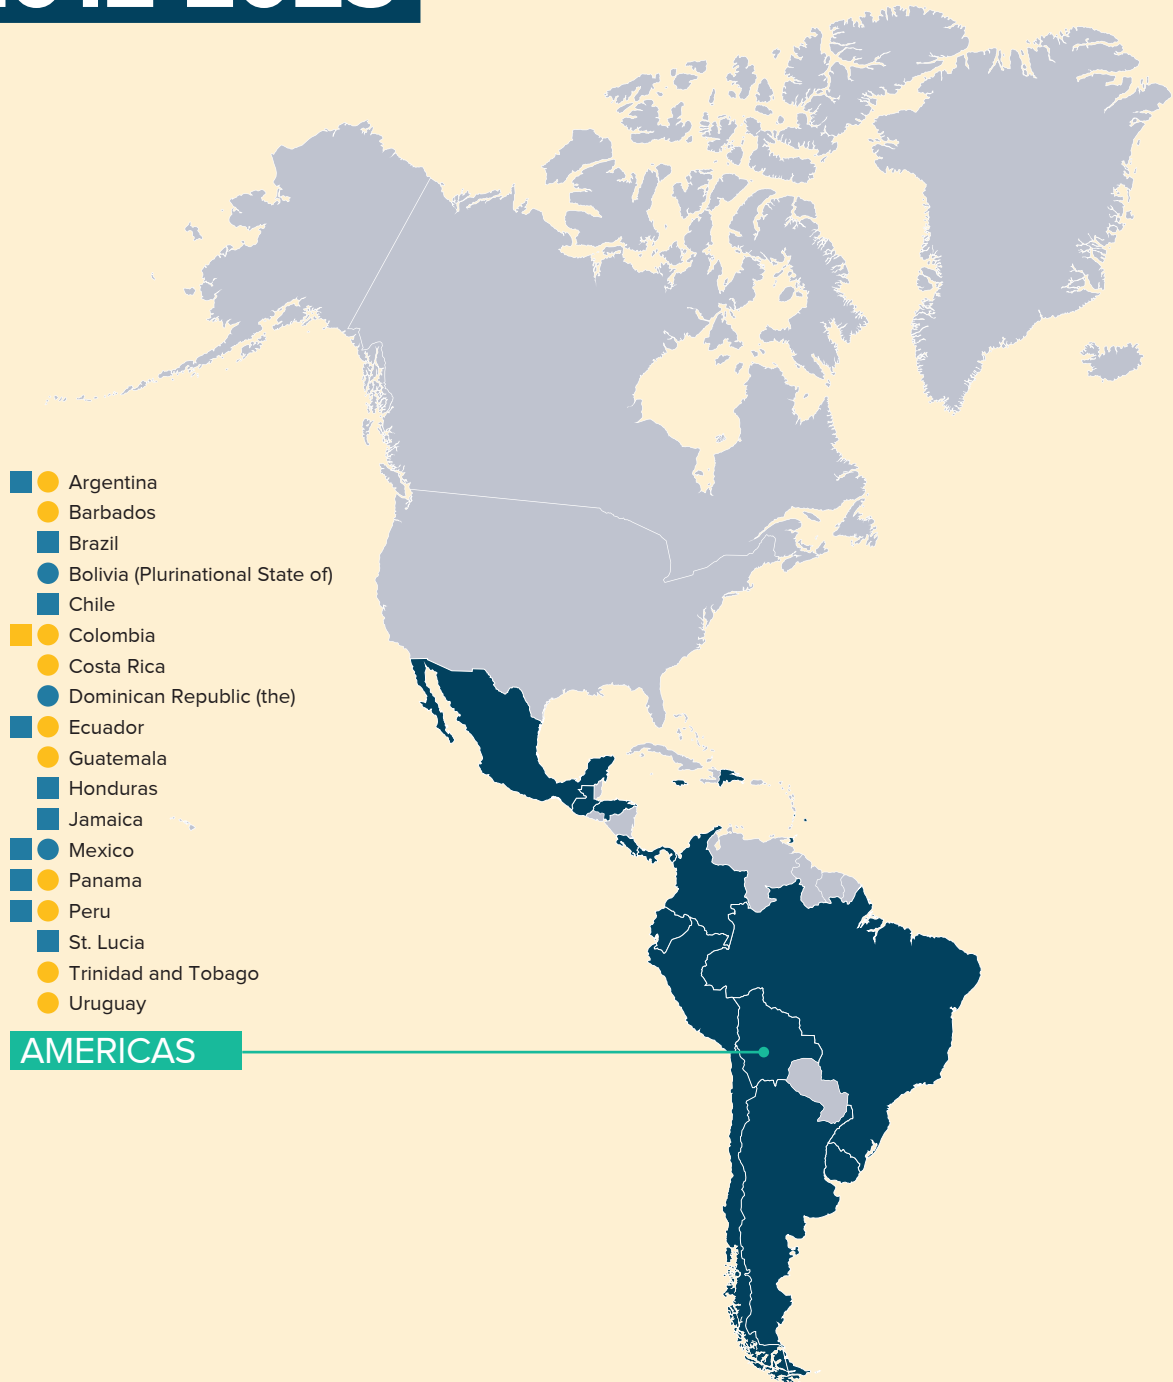 Argentina
Barbados
Brazil
Bolivia (Plurinational State of)
Chile
Colombia
Costa Rica
Dominican Republic (the)
Ecuador
Guatemala
Honduras
Jamaica
Mexico
Panama
Peru
St. Lucia
Trinidad and Tobago
Uruguay
AMERICAS